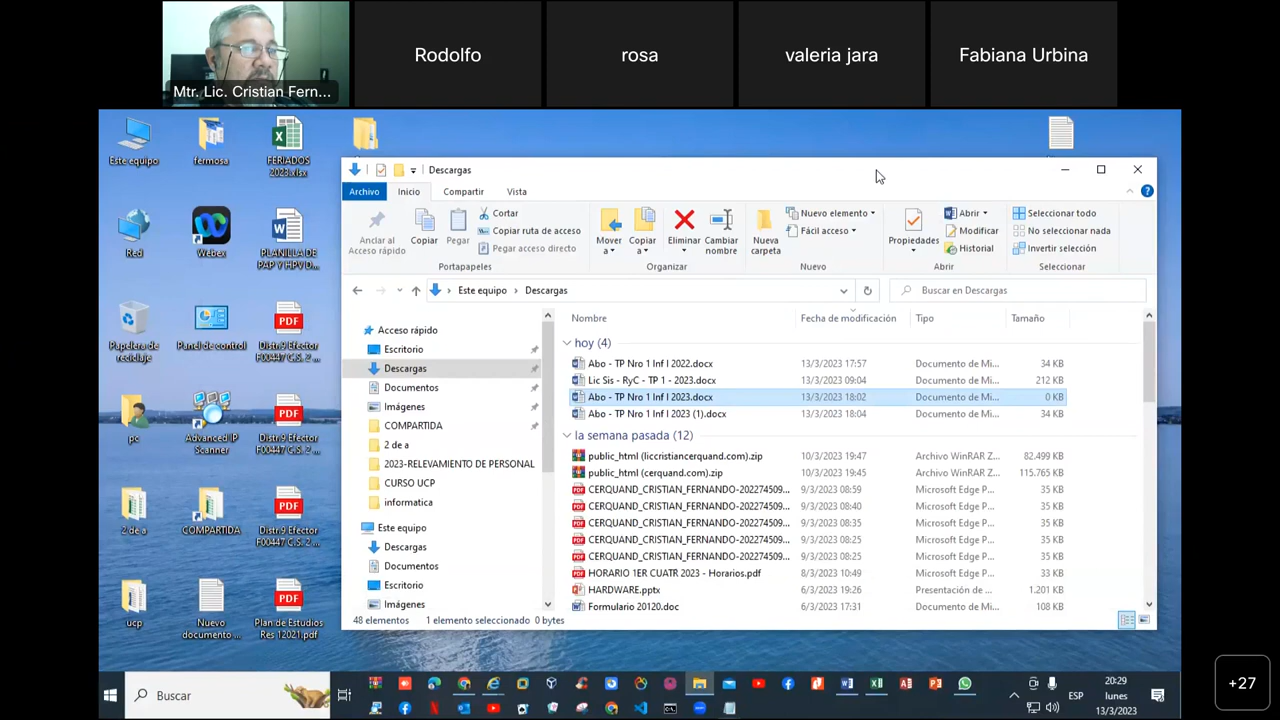 Mtr. Lic. Cristian Fern...
Rodolfo
rosa
valeria jara
Fabiana Urbina
Este equipo
fermosa
FERIADOS
2023.xlsx
Red
Webex
PLANILLA DE
PAP Y HPV D...
Papelera de
reciclaje
Panel de control
Distr.9 Efector
F00447 C.S. 2 ...
pc
Advanced IP
Scanner
Distr.9 Efector
F00447 C.S. 2 ...
2 de a
COMPARTIDA
Distr.9 Efector
F00447 C.S. 2 ...
ucp
Nuevo
documento ...
Plan de Estudios
Res 12021.pdf
Descargas
Archivo
Inicio
Compartir
Vista
Anclar al
Acceso rápido
Copiar
Pegar
Cortar
Copiar ruta de acceso
Pegar acceso directo
Portapapeles
Mover
a
Copiar
a
Eliminar
Cambiar
nombre
Organizar
Nueva
carpeta
Nuevo elemento
Fácil acceso
Nuevo
Propiedades
Abrir
Modificar
Historial
Abrir
Seleccionar todo
No seleccionar nada
Invertir selección
Seleccionar
Este equipo > Descargas
Buscar en Descargas
Acceso rápido
Escritorio
Descargas
Documentos
Imágenes
COMPARTIDA
2 de a
2023-RELEVAMIENTO DE PERSONAL
CURSO UCP
informatica
Este equipo
Descargas
Documentos
Escritorio
Imágenes
Nombre Fecha de modificación Tipo Tamaño
hoy (4)
Abo - TP Nro 1 Inf I 2022.docx 13/3/2023 17:57 Documento de Mi... 34 KB
Lic Sis - RyC - TP 1 - 2023.docx 13/3/2023 09:04 Documento de Mi... 212 KB
Abo - TP Nro 1 Inf I 2023.docx 13/3/2023 18:02 Documento de Mi... 0 KB
Abo - TP Nro 1 Inf I 2023 (1).docx 13/3/2023 18:04 Documento de Mi... 34 KB
la semana pasada (12)
public_html (liccristiancerquand.com).zip 10/3/2023 19:47 Archivo WinRAR Z... 82.499 KB
public_html (cerquand.com).zip 10/3/2023 19:45 Archivo WinRAR Z... 115.765 KB
CERQUAND_CRISTIAN_FERNANDO-202274509... 9/3/2023 08:59 Microsoft Edge P... 35 KB
CERQUAND_CRISTIAN_FERNANDO-202274509... 9/3/2023 08:40 Microsoft Edge P... 35 KB
CERQUAND_CRISTIAN_FERNANDO-202274509... 9/3/2023 08:35 Microsoft Edge P... 35 KB
CERQUAND_CRISTIAN_FERNANDO-202274509... 9/3/2023 08:25 Microsoft Edge P... 35 KB
CERQUAND_CRISTIAN_FERNANDO-202274509... 9/3/2023 08:25 Microsoft Edge P... 35 KB
HORARIO 1ER CUATR 2023 - Horarios.pdf 8/3/2023 10:49 Microsoft Edge P... 33 KB
HARDWARE.pptx 6/3/2023 19:26 Presentación de ... 1.201 KB
Formulario 20120.doc 6/3/2023 17:31 Documento de Mi... 108 KB
48 elementos
1 elemento seleccionado 0 bytes
Buscar
ESP
20:29
lunes
13/3/2023
+27